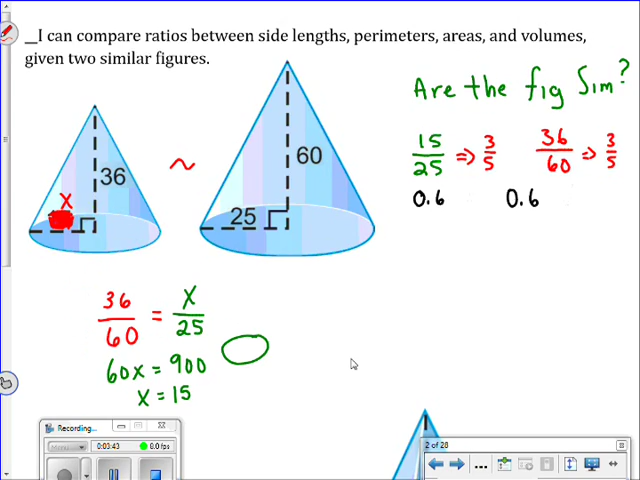 __I can compare ratios between side lengths, perimeters, areas, and volumes,
given two similar figures.
Are the fig Sim?
15/25 => 3/5 36/60 => 3/5
0.6 0.6
36
X
~
60
25
36/60 = X/25
60x = 900
x = 15
Recording...
0:03:43
0.0 fps
2 of 28
...